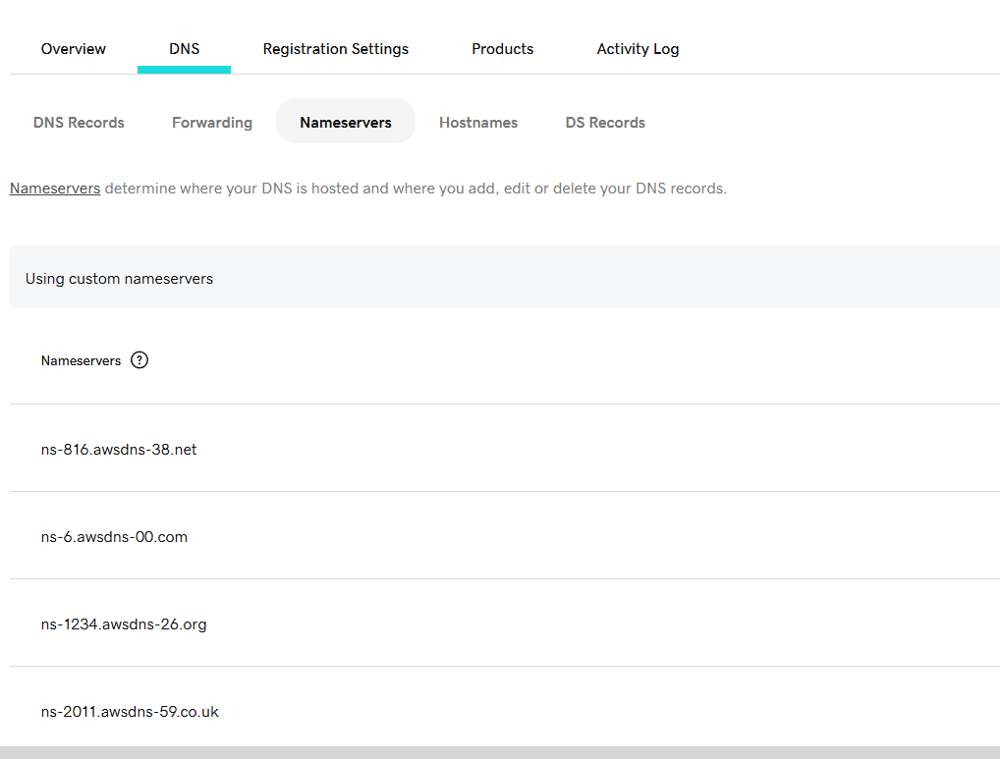 Overview DNS Registration Settings Products Activity Log
DNS Records Forwarding Nameservers Hostnames DS Records
Nameservers determine where your DNS is hosted and where you add, edit or delete your DNS records.
Using custom nameservers
Nameservers ?
ns-816.awsdns-38.net
ns-6.awsdns-00.com
ns-1234.awsdns-26.org
ns-2011.awsdns-59.co.uk